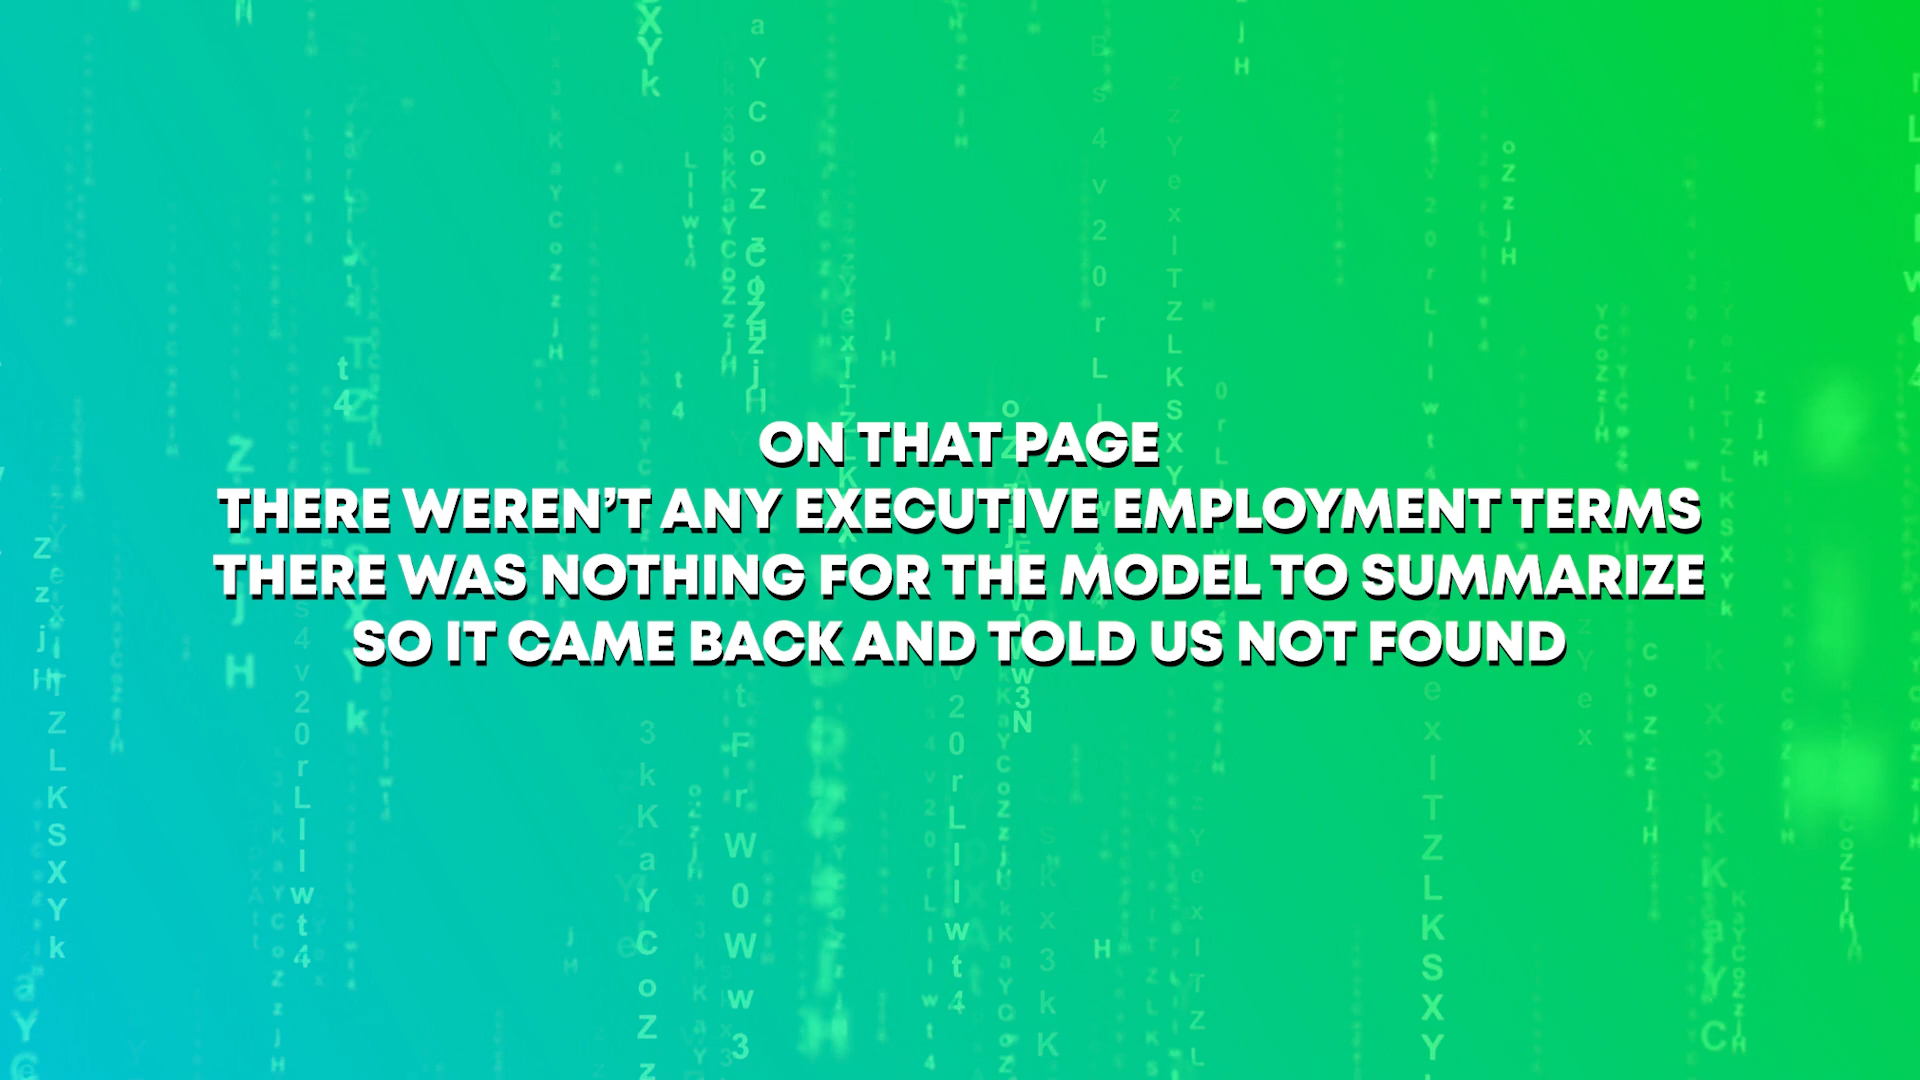 ON THAT PAGE
THERE WEREN’T ANY EXECUTIVE EMPLOYMENT TERMS
THERE WAS NOTHING FOR THE MODEL TO SUMMARIZE
SO IT CAME BACK AND TOLD US NOT FOUND